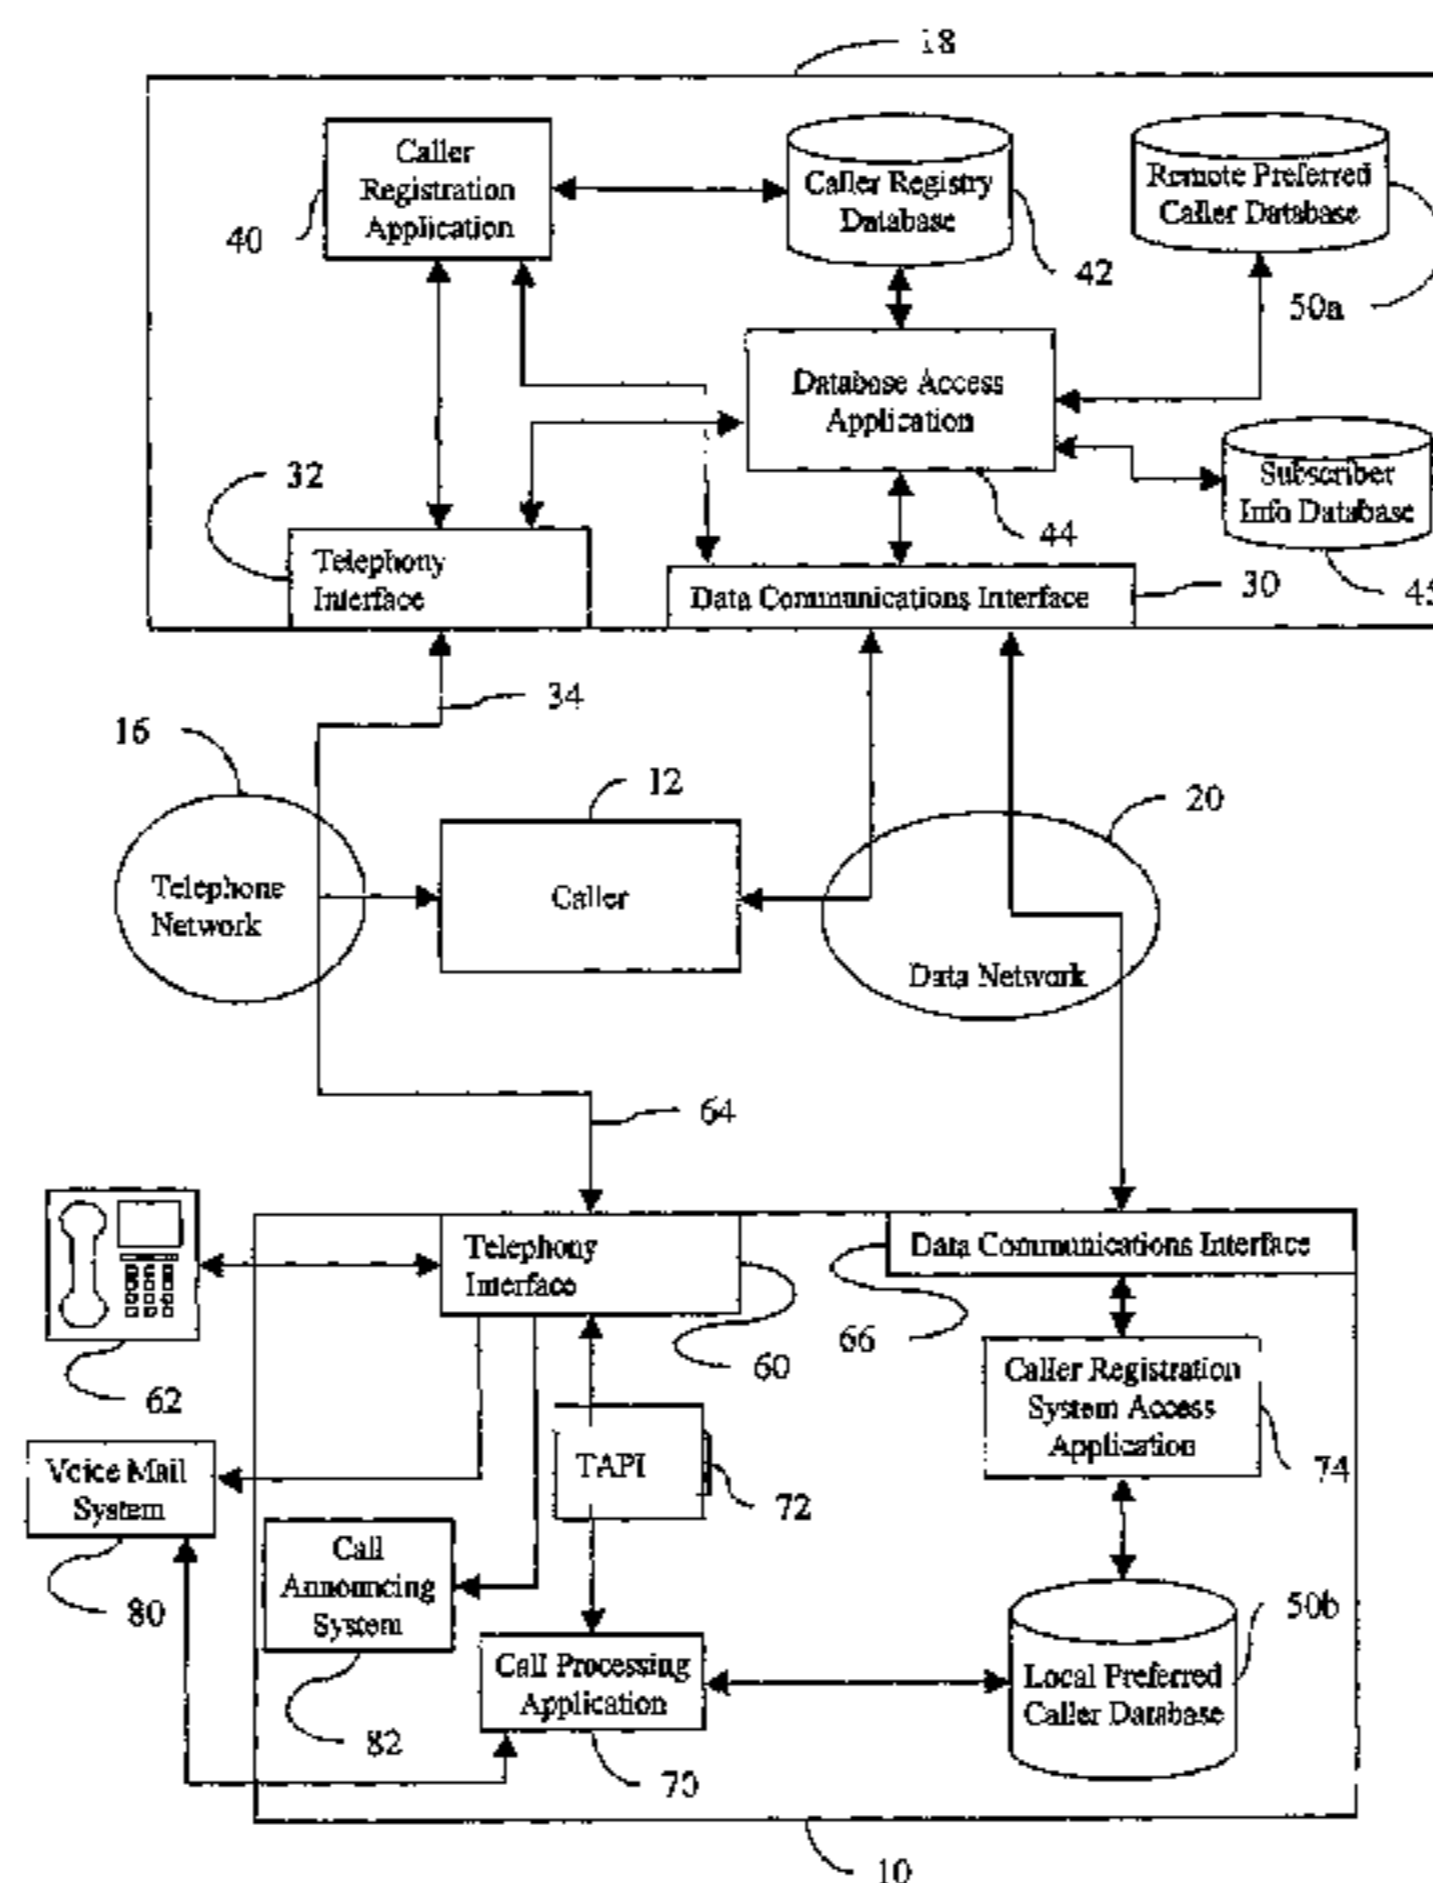 18
Caller
Registration
Application
40
Caller Registry
Database
42
Remote Preferred
Caller Database
50a
Database Access
Application
44
Subscriber
Info Database
45
32
Telephony
Interface
Data Communications Interface
30
34
16
12
20
Telephone
Network
Caller
Data Network
64
Telephony
Interface
60
Data Communications Interface
66
62
Caller Registration
System Access
Application
74
Voice Mail
System
80
TAPI
72
Call
Announcing
System
82
Call Processing
Application
70
50b
Local Preferred
Caller Database
10